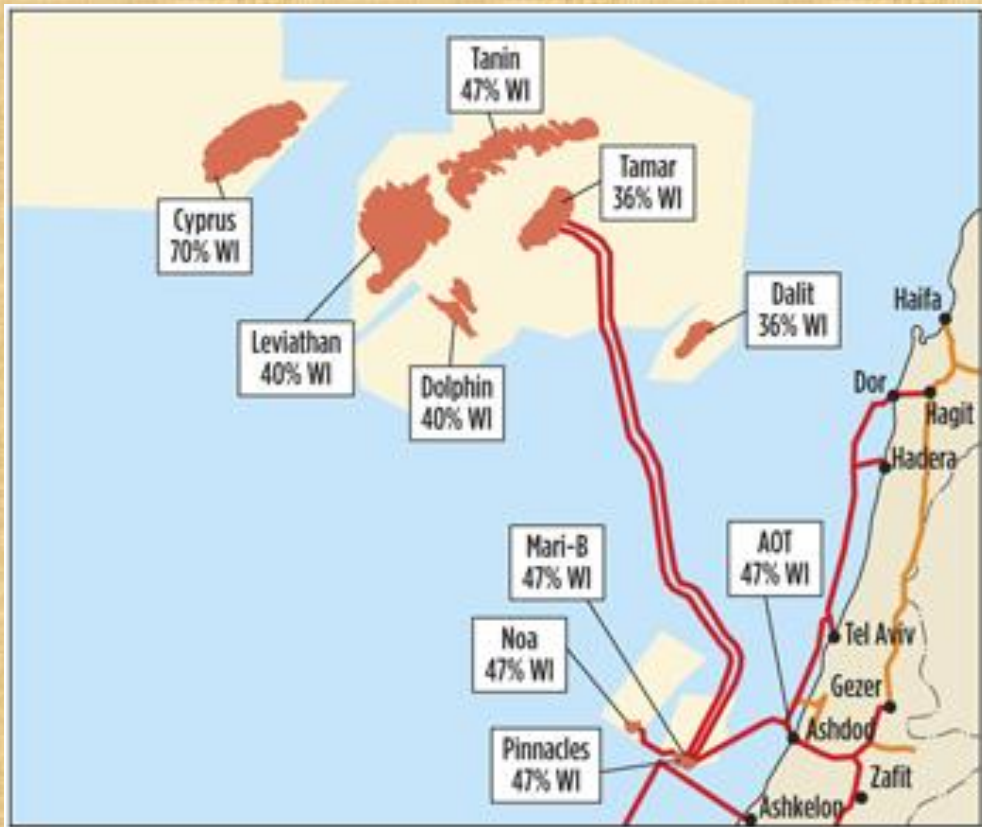 Tanin
47% WI
Tamar
36% WI
Cyprus
70% WI
Leviathan
40% WI
Dolphin
40% WI
Dalit
36% WI
Haifa
Dor
Hagit
Hadera
Mari-B
47% WI
AOT
47% WI
Noa
47% WI
Tel Aviv
Gezer
Ashdod
Pinnacles
47% WI
Zafit
Ashkelon